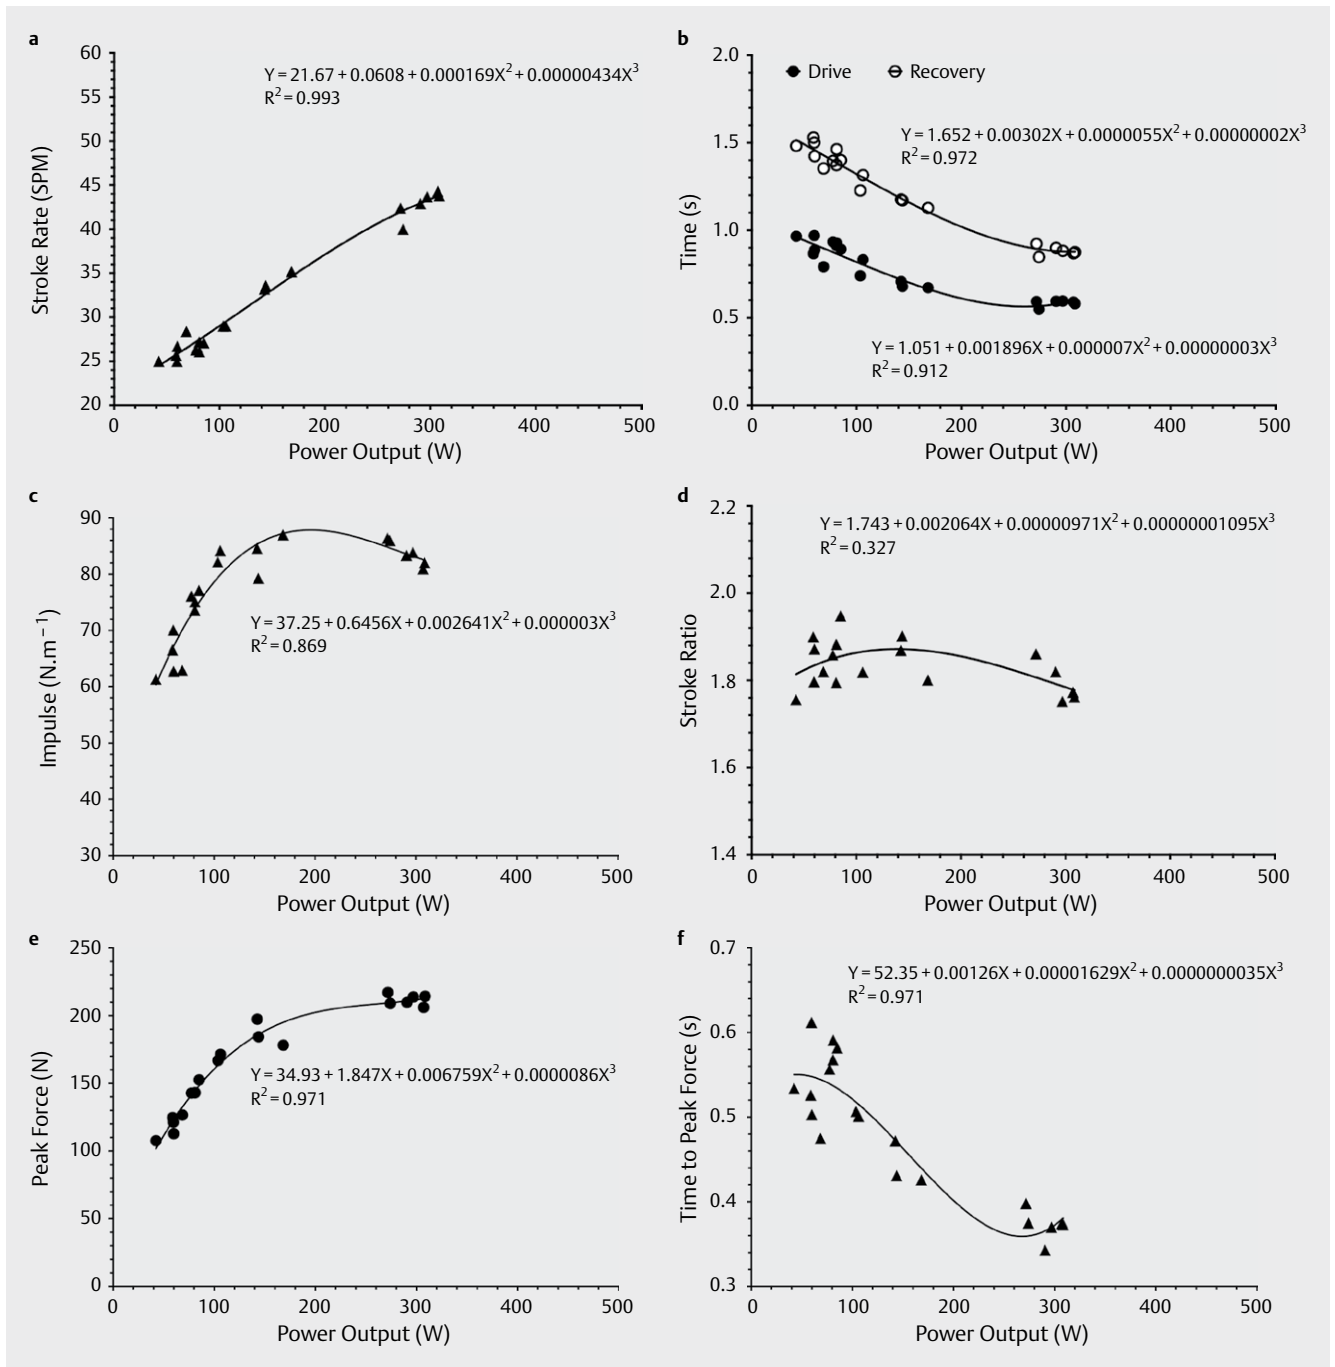 a
60
55
50
45
40
35
30
25
20
Stroke Rate (SPM)
Y = 21.67 + 0.0608 + 0.000169X² + 0.00000434X³
R² = 0.993
0 100 200 300 400 500
Power Output (W)
b
2.0
1.5
1.0
0.5
0.0
Time (s)
Drive Recovery
Y = 1.652 + 0.00302X + 0.0000055X² + 0.00000002X³
R² = 0.972
Y = 1.051 + 0.001896X + 0.000007X² + 0.00000003X³
R² = 0.912
0 100 200 300 400 500
Power Output (W)
c
90
80
70
60
50
40
30
Impulse (N.m⁻¹)
Y = 37.25 + 0.6456X + 0.002641X² + 0.000003X³
R² = 0.869
0 100 200 300 400 500
Power Output (W)
d
2.2
2.0
1.8
1.6
1.4
Stroke Ratio
Y = 1.743 + 0.002064X + 0.00000971X² + 0.00000001095X³
R² = 0.327
0 100 200 300 400 500
Power Output (W)
e
250
200
150
100
50
0
Peak Force (N)
Y = 34.93 + 1.847X + 0.006759X² + 0.0000086X³
R² = 0.971
0 100 200 300 400 500
Power Output (W)
f
0.7
0.6
0.5
0.4
0.3
Time to Peak Force (s)
Y = 52.35 + 0.00126X + 0.00001629X² + 0.0000000035X³
R² = 0.971
0 100 200 300 400 500
Power Output (W)